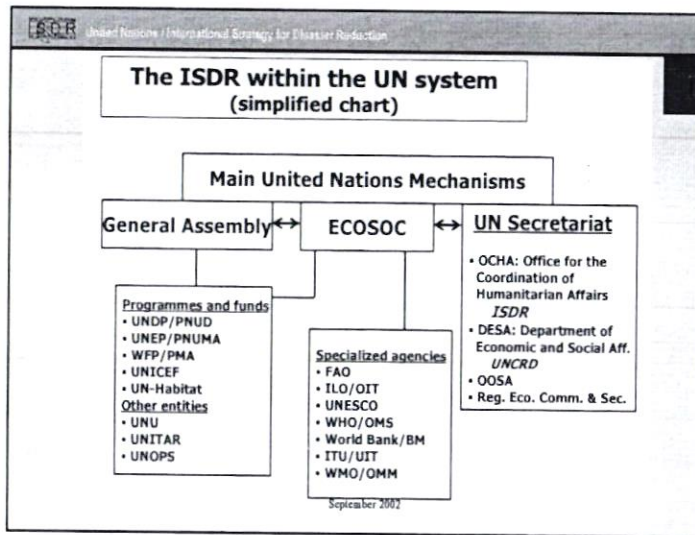 ISDR United Nations / International Strategy for Disaster Reduction
The ISDR within the UN system
(simplified chart)
Main United Nations Mechanisms
General Assembly
ECOSOC
UN Secretariat
• OCHA: Office for the
Coordination of
Humanitarian Affairs
ISDR
• DESA: Department of
Economic and Social Aff.
UNCRD
• OOSA
• Reg. Eco. Comm. & Sec.
Programmes and funds
• UNDP/PNUD
• UNEP/PNUMA
• WFP/PMA
• UNICEF
• UN-Habitat
Other entities
• UNU
• UNITAR
• UNOPS
Specialized agencies
• FAO
• ILO/OIT
• UNESCO
• WHO/OMS
• World Bank/BM
• ITU/UIT
• WMO/OMM
September 2002